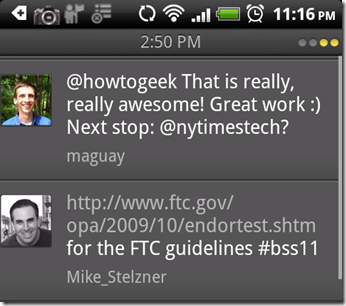 11:16 PM
2:50 PM
@howtogeek That is really,
really awesome! Great work :)
Next stop: @nytimestech?
maguay
http://www.ftc.gov/
opa/2009/10/endortest.shtm
for the FTC guidelines #bss11
Mike_Stelzner